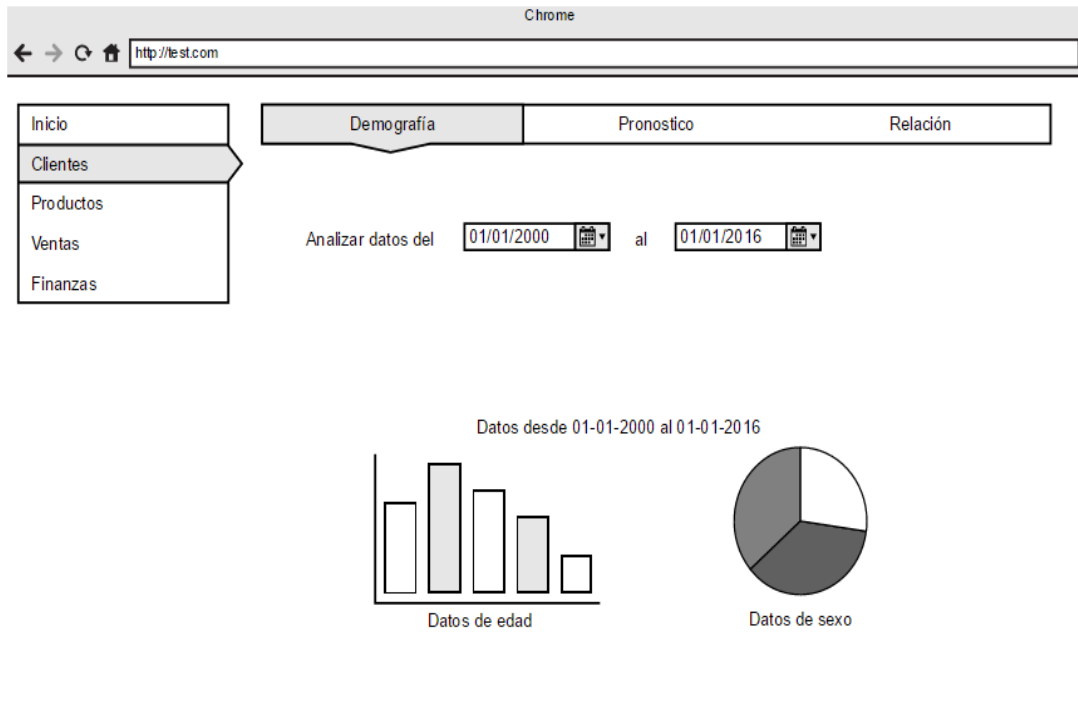 Chrome
http://test.com
Inicio
Clientes
Productos
Ventas
Finanzas
Demografía
Pronostico
Relación
Analizar datos del 01/01/2000 al 01/01/2016
Datos desde 01-01-2000 al 01-01-2016
Datos de edad
Datos de sexo